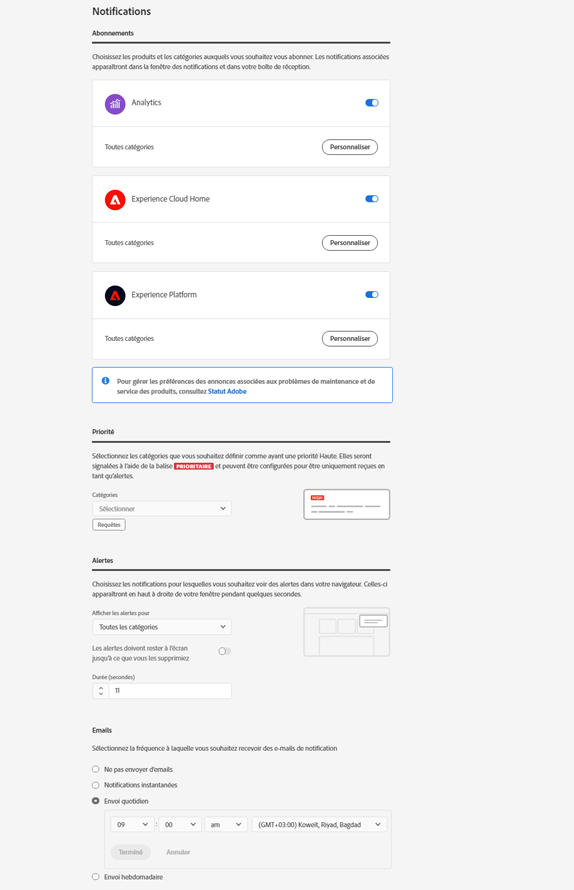 Notifications
Abonnements
Choisissez les produits et les catégories auxquels vous souhaitez vous abonner. Les notifications associées
apparaîtront dans la fenêtre des notifications et dans votre boîte de réception.
Analytics
Toutes catégories
Personnaliser
Experience Cloud Home
Toutes catégories
Personnaliser
Experience Platform
Toutes catégories
Personnaliser
Pour gérer les préférences des annonces associées aux problèmes de maintenance et de
service des produits, consultez Statut Adobe
Priorité
Sélectionnez les catégories que vous souhaitez définir comme ayant une priorité Haute. Elles seront
signalées à l'aide de la balise PRIORITAIRE et peuvent être configurées pour être uniquement reçues en
tant qu'alertes.
Catégories
Sélectionner
Requêtes
HIGH
Alertes
Choisissez les notifications pour lesquelles vous souhaitez voir des alertes dans votre navigateur. Celles-ci
apparaîtront en haut à droite de votre fenêtre pendant quelques secondes.
Afficher les alertes pour
Toutes les catégories
Les alertes doivent rester à l'écran
jusqu'à ce que vous les supprimiez
Durée (secondes)
11
Emails
Sélectionnez la fréquence à laquelle vous souhaitez recevoir des e-mails de notification
Ne pas envoyer d'emails
Notifications instantanées
Envoi quotidien
09 : 00 am (GMT+03:00) Koweït, Riyad, Bagdad
Terminé Annuler
Envoi hebdomadaire